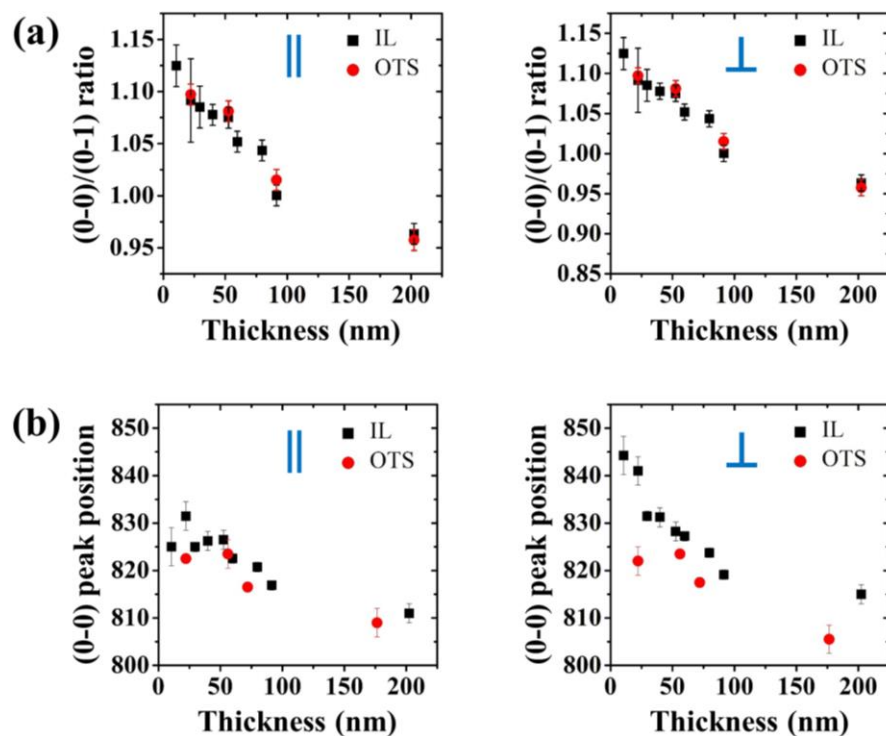 (a)
(0-0)/(0-1) ratio
1.15
1.10
1.05
1.00
0.95
0 50 100 150 200
Thickness (nm)
IL
OTS
(0-0)/(0-1) ratio
1.15
1.10
1.05
1.00
0.95
0.90
0.85
0 50 100 150 200
Thickness (nm)
IL
OTS
(b)
(0-0) peak position
850
840
830
820
810
800
0 50 100 150 200
Thickness (nm)
IL
OTS
(0-0) peak position
850
840
830
820
810
800
0 50 100 150 200
Thickness (nm)
IL
OTS